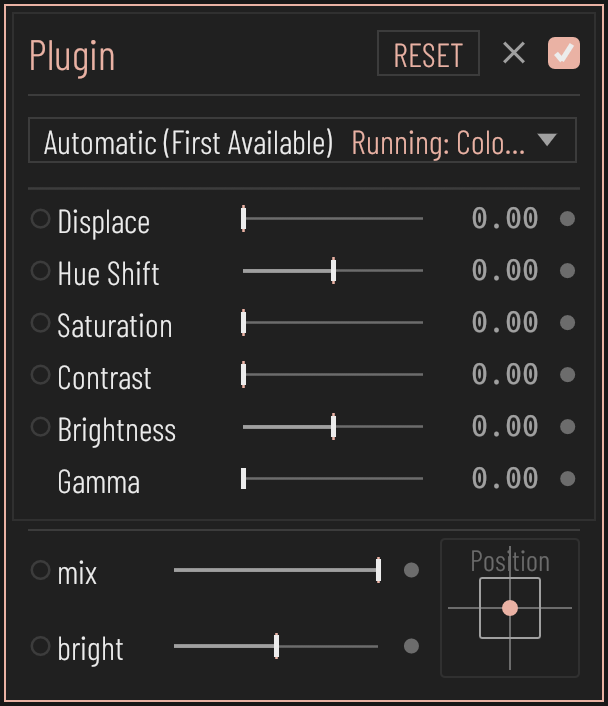 Plugin RESET
Automatic (First Available) Running: Colo...
Displace 0.00
Hue Shift 0.00
Saturation 0.00
Contrast 0.00
Brightness 0.00
Gamma 0.00
mix
bright
Position